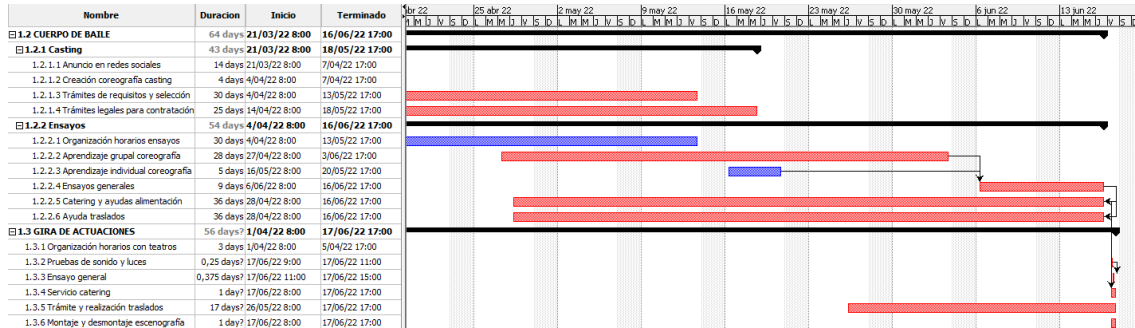 Nombre Duracion Inicio Terminado br 22 25 abr 22 2 may 22 9 may 22 16 may 22 23 may 22 30 may 22 6 jun 22 13 jun 22
M J V S D L M M J V S D L M M J V S D L M M J V S D L M M J V S D L M M J V S D L M M J V S D L M M J V S D L M M J V S D
1.2 CUERPO DE BAILE 64 days 21/03/22 8:00 16/06/22 17:00
1.2.1 Casting 43 days 21/03/22 8:00 18/05/22 17:00
1.2.1.1 Anuncio en redes sociales 14 days 21/03/22 8:00 7/04/22 17:00
1.2.1.2 Creación coreografía casting 4 days 4/04/22 8:00 7/04/22 17:00
1.2.1.3 Trámites de requisitos y selección 30 days 4/04/22 8:00 13/05/22 17:00
1.2.1.4 Trámites legales para contratación 25 days 14/04/22 8:00 18/05/22 17:00
1.2.2 Ensayos 54 days 4/04/22 8:00 16/06/22 17:00
1.2.2.1 Organización horarios ensayos 30 days 4/04/22 8:00 13/05/22 17:00
1.2.2.2 Aprendizaje grupal coreografía 28 days 27/04/22 8:00 3/06/22 17:00
1.2.2.3 Aprendizaje individual coreografía 5 days 16/05/22 8:00 20/05/22 17:00
1.2.2.4 Ensayos generales 9 days 6/06/22 8:00 16/06/22 17:00
1.2.2.5 Catering y ayudas alimentación 36 days 28/04/22 8:00 16/06/22 17:00
1.2.2.6 Ayuda traslados 36 days 28/04/22 8:00 16/06/22 17:00
1.3 GIRA DE ACTUACIONES 56 days? 1/04/22 8:00 17/06/22 17:00
1.3.1 Organización horarios con teatros 3 days 1/04/22 8:00 5/04/22 17:00
1.3.2 Pruebas de sonido y luces 0,25 days? 17/06/22 9:00 17/06/22 11:00
1.3.3 Ensayo general 0,375 days? 17/06/22 11:00 17/06/22 15:00
1.3.4 Servicio catering 1 day? 17/06/22 8:00 17/06/22 17:00
1.3.5 Trámite y realización traslados 17 days? 26/05/22 8:00 17/06/22 17:00
1.3.6 Montaje y desmontaje escenografía 1 day? 17/06/22 8:00 17/06/22 17:00